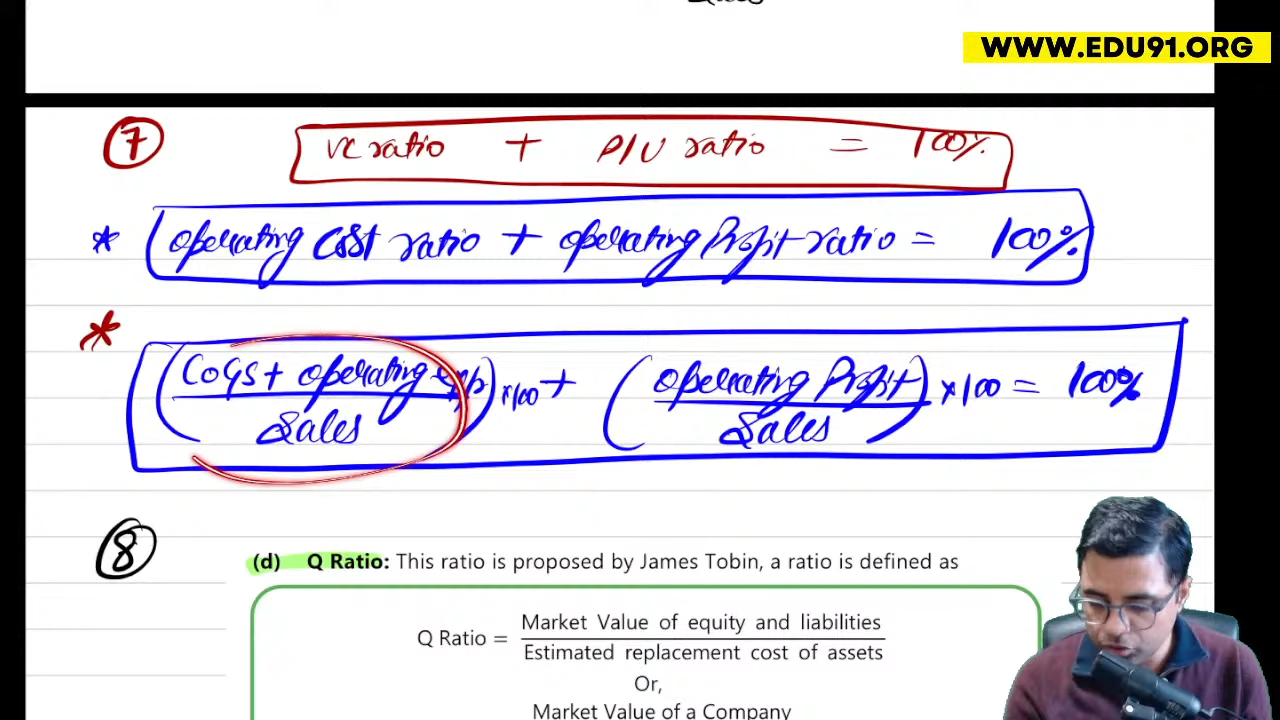 WWW.EDU91.ORG
7 VC ratio + P/V ratio = 100%
* operating cost ratio + operating Profit ratio = 100%
* (COGS + operating exp / Sales) × 100 + (operating Profit / Sales) × 100 = 100%
8
(d) Q Ratio: This ratio is proposed by James Tobin, a ratio is defined as
Q Ratio = Market Value of equity and liabilities
Estimated replacement cost of assets
Or,
Market Value of a Company